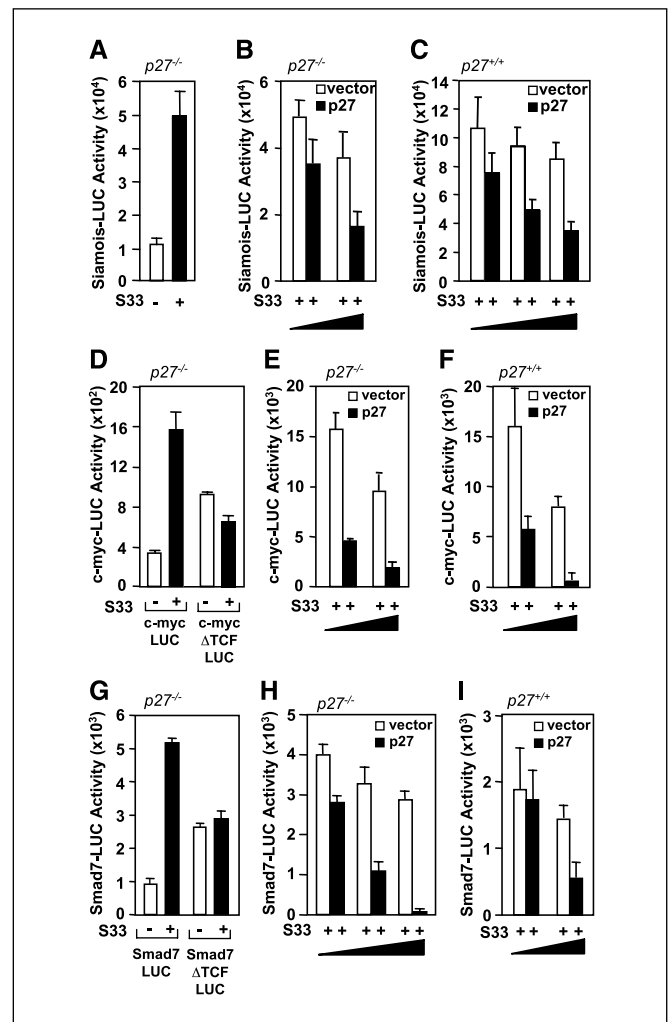 A
B
C
p27-/-
p27-/-
p27+/+
Siamois-LUC Activity (x10⁴)
6
5
4
3
2
1
0
S33 - +
Siamois-LUC Activity (x10⁴)
vector
p27
6
4
2
0
S33 ++ ++
Siamois-LUC Activity (x10⁴)
vector
p27
14
12
10
8
6
4
2
0
S33 ++ ++ ++
D
E
F
p27-/-
p27-/-
p27+/+
c-myc-LUC Activity (x10²)
20
16
12
8
4
0
S33 - + - +
c-myc LUC
c-myc ΔTCF LUC
c-myc-LUC Activity (x10³)
vector
p27
20
15
10
5
0
S33 ++ ++
c-myc-LUC Activity (x10³)
vector
p27
20
15
10
5
0
S33 ++ ++
G
H
I
p27-/-
p27-/-
p27+/+
Smad7-LUC Activity (x10³)
6
5
4
3
2
1
0
S33 - + - +
Smad7 LUC
Smad7 ΔTCF LUC
Smad7-LUC Activity (x10³)
vector
p27
5
4
3
2
1
0
S33 ++ ++ ++
Smad7-LUC Activity (x10³)
vector
p27
3
2
1
0
S33 ++ ++